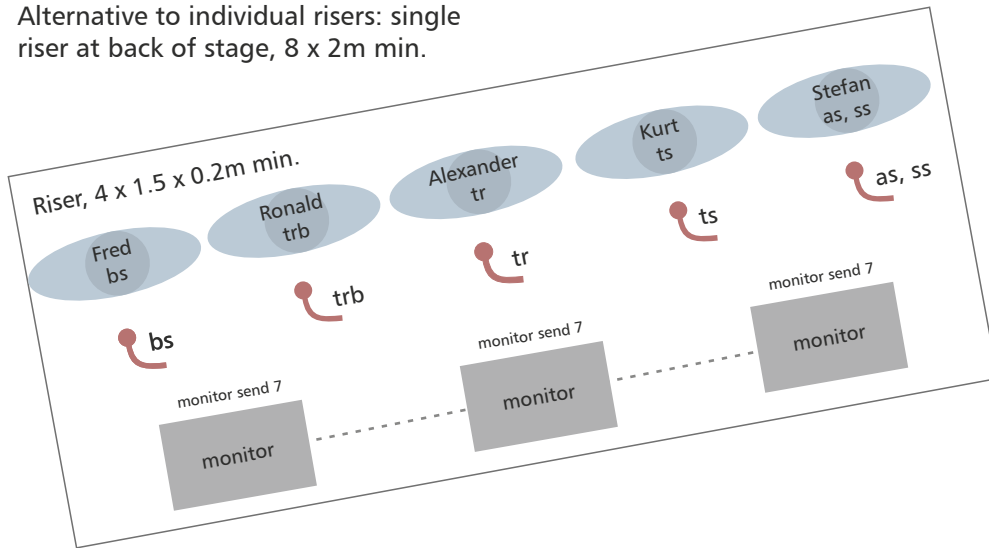 Alternative to individual risers: single
riser at back of stage, 8 x 2m min.
Riser, 4 x 1.5 x 0.2m min.
Fred
bs
Ronald
trb
Alexander
tr
Kurt
ts
Stefan
as, ss
bs
trb
tr
ts
as, ss
monitor send 7
monitor
monitor send 7
monitor
monitor send 7
monitor